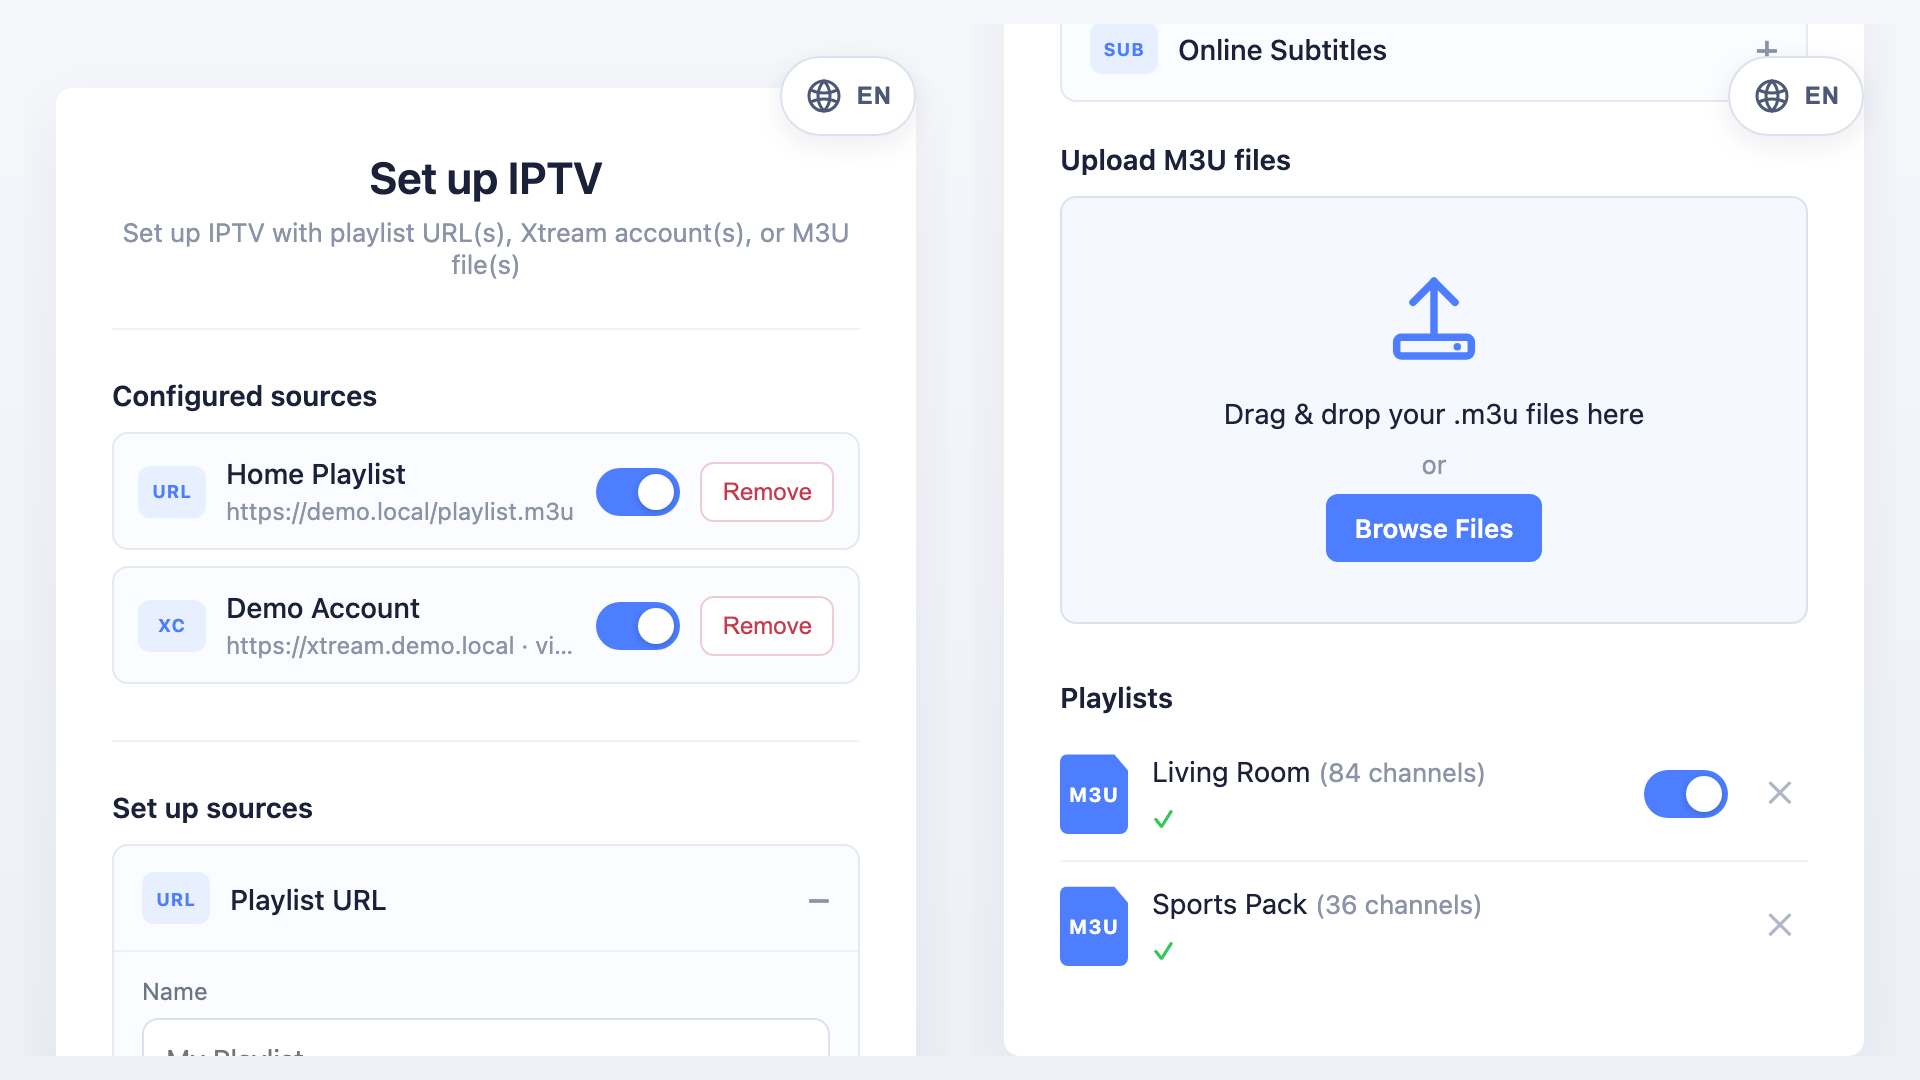 EN
Set up IPTV
Set up IPTV with playlist URL(s), Xtream account(s), or M3U
file(s)
Configured sources
URL
Home Playlist
https://demo.local/playlist.m3u
Remove
XC
Demo Account
https://xtream.demo.local · vi...
Remove
Set up sources
URL
Playlist URL
Name
My Playlist
SUB
Online Subtitles
EN
Upload M3U files
Drag & drop your .m3u files here
or
Browse Files
Playlists
M3U
Living Room (84 channels)
M3U
Sports Pack (36 channels)